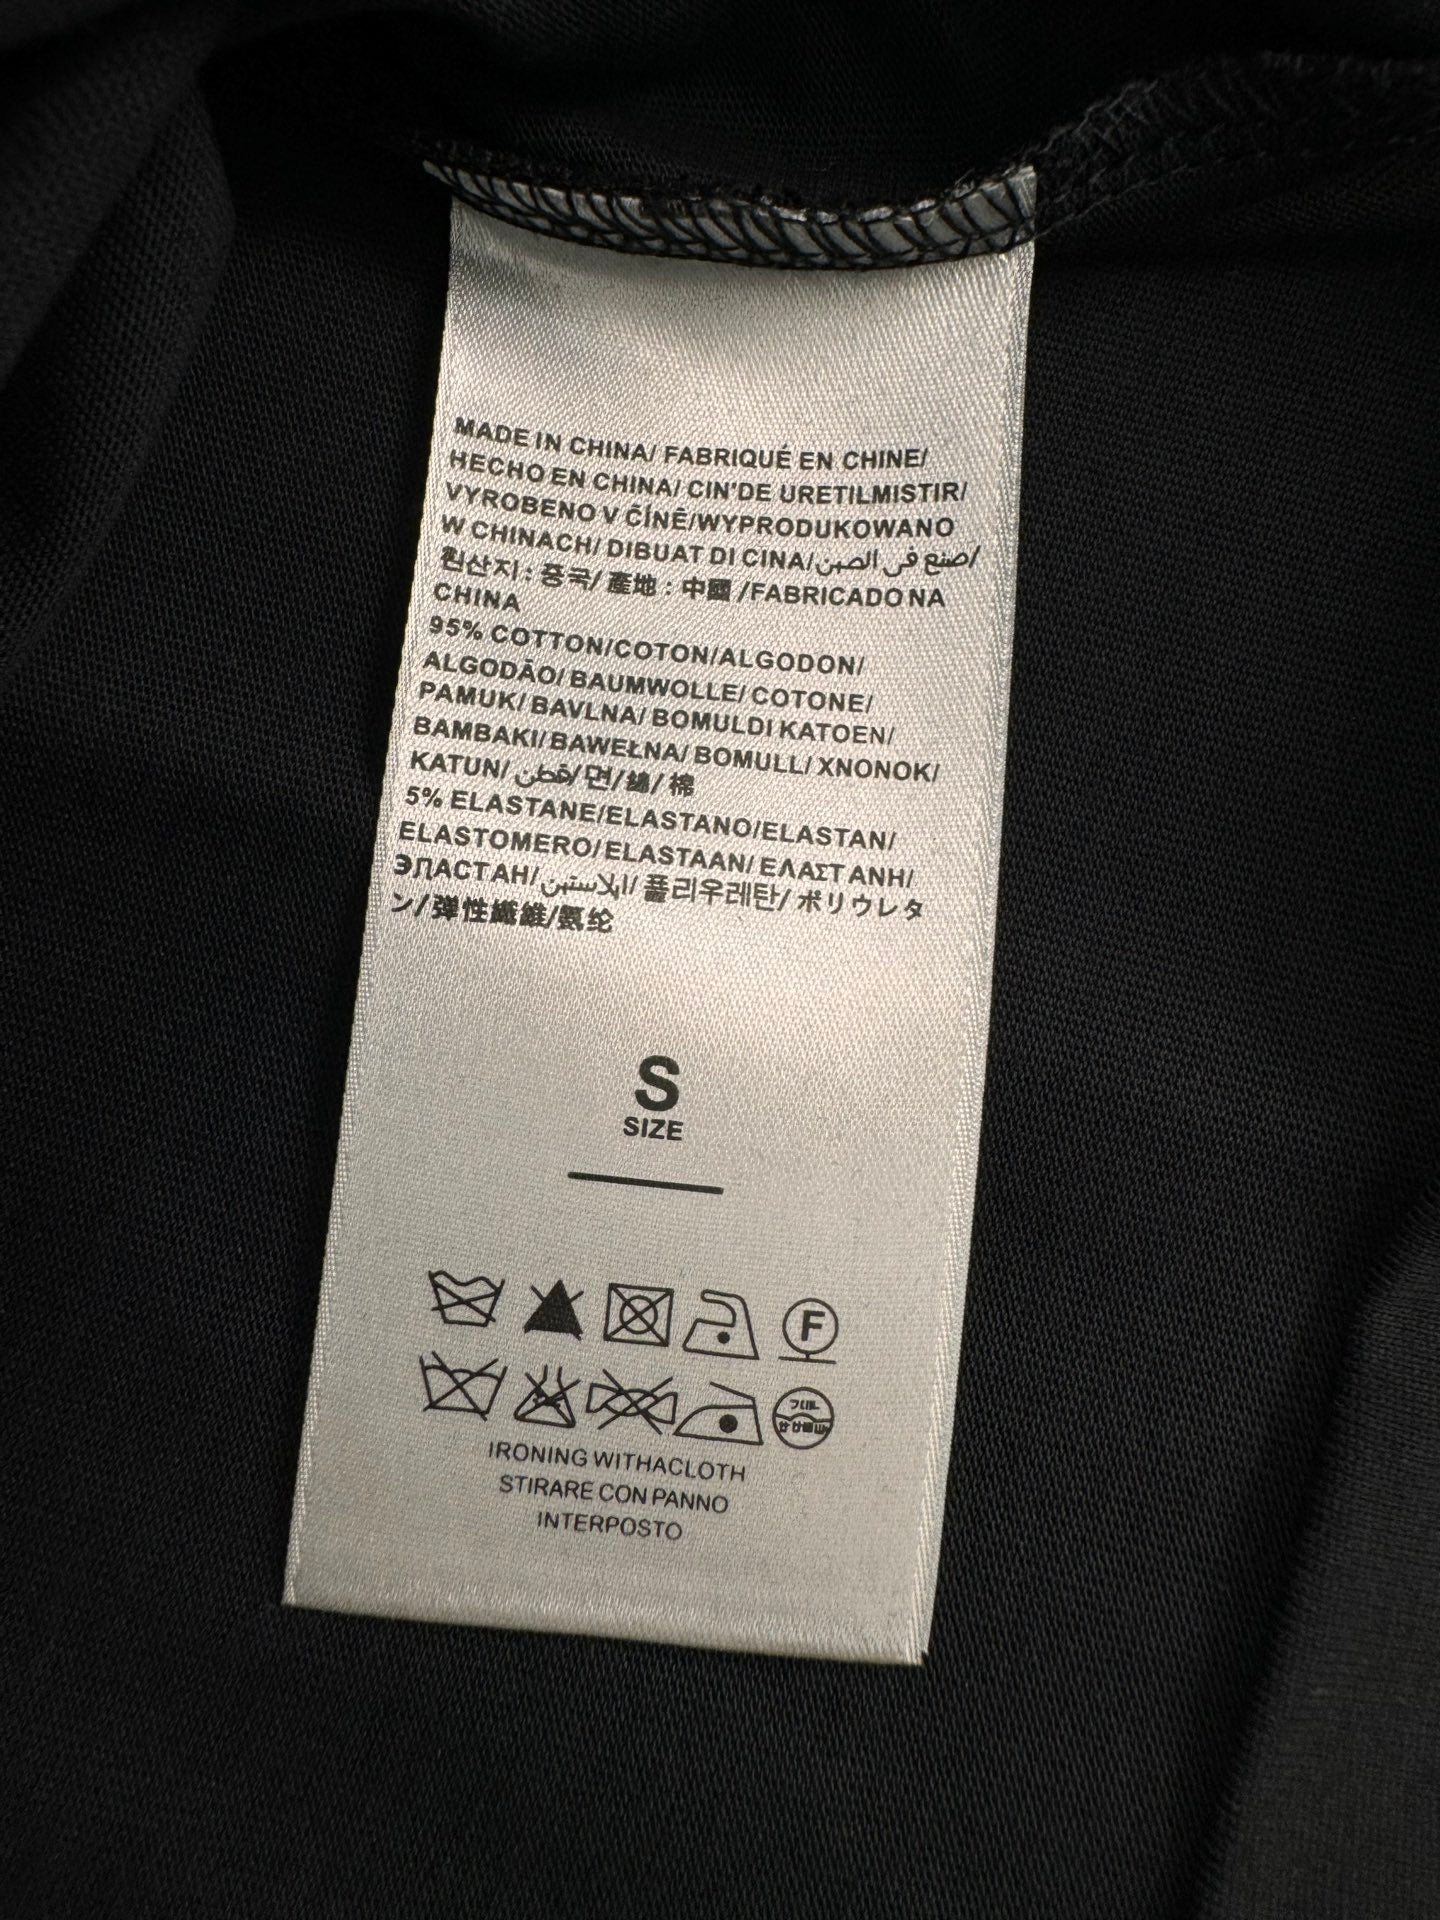 MADE IN CHINA/ FABRIQUÉ EN CHINE/
HECHO EN CHINA/ CIN'DE URETILMISTIR/
VYROBENO V ČÍNĚ/WYPRODUKOWANO
W CHINACH/ DIBUAT DI CINA/صنع في الصين/
원산지 : 중국/ 產地 : 中國 /FABRICADO NA
CHINA
95% COTTON/COTON/ALGODON/
ALGODÃO/ BAUMWOLLE/ COTONE/
PAMUK/ BAVLNA/ BOMULDI KATOEN/
BAMBAKI/ BAWEŁNA/ BOMULL/ XNONOK/
KATUN/ قطن/ 면/ 綿/ 棉
5% ELASTANE/ELASTANO/ELASTAN/
ELASTOMERO/ELASTAAN/ ΕΛΑΣΤΑΝΗ/
ЭЛАСТАН/ ايلاستين/ 폴리우레탄/ ポリウレタ
ン/ 弹性纖維/氨纶
S
SIZE
F
IRONING WITHACLOTH
STIRARE CON PANNO
INTERPOSTO